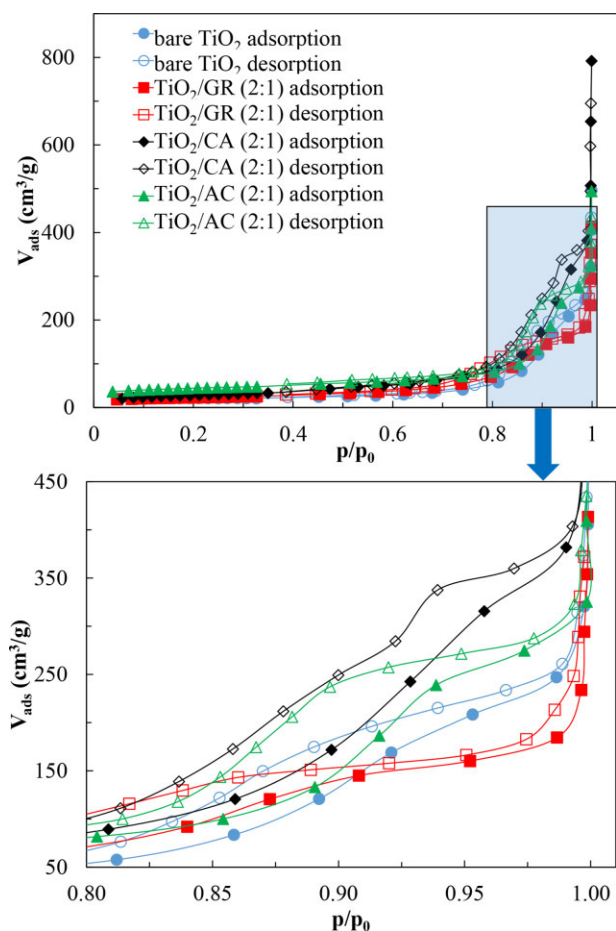 bare TiO₂ adsorption
bare TiO₂ desorption
TiO₂/GR (2:1) adsorption
TiO₂/GR (2:1) desorption
TiO₂/CA (2:1) adsorption
TiO₂/CA (2:1) desorption
TiO₂/AC (2:1) adsorption
TiO₂/AC (2:1) desorption
V_ads (cm³/g)
800
600
400
200
0
0 0.2 0.4 0.6 0.8 1
p/p₀
V_ads (cm³/g)
450
350
250
150
50
0.80 0.85 0.90 0.95 1.00
p/p₀